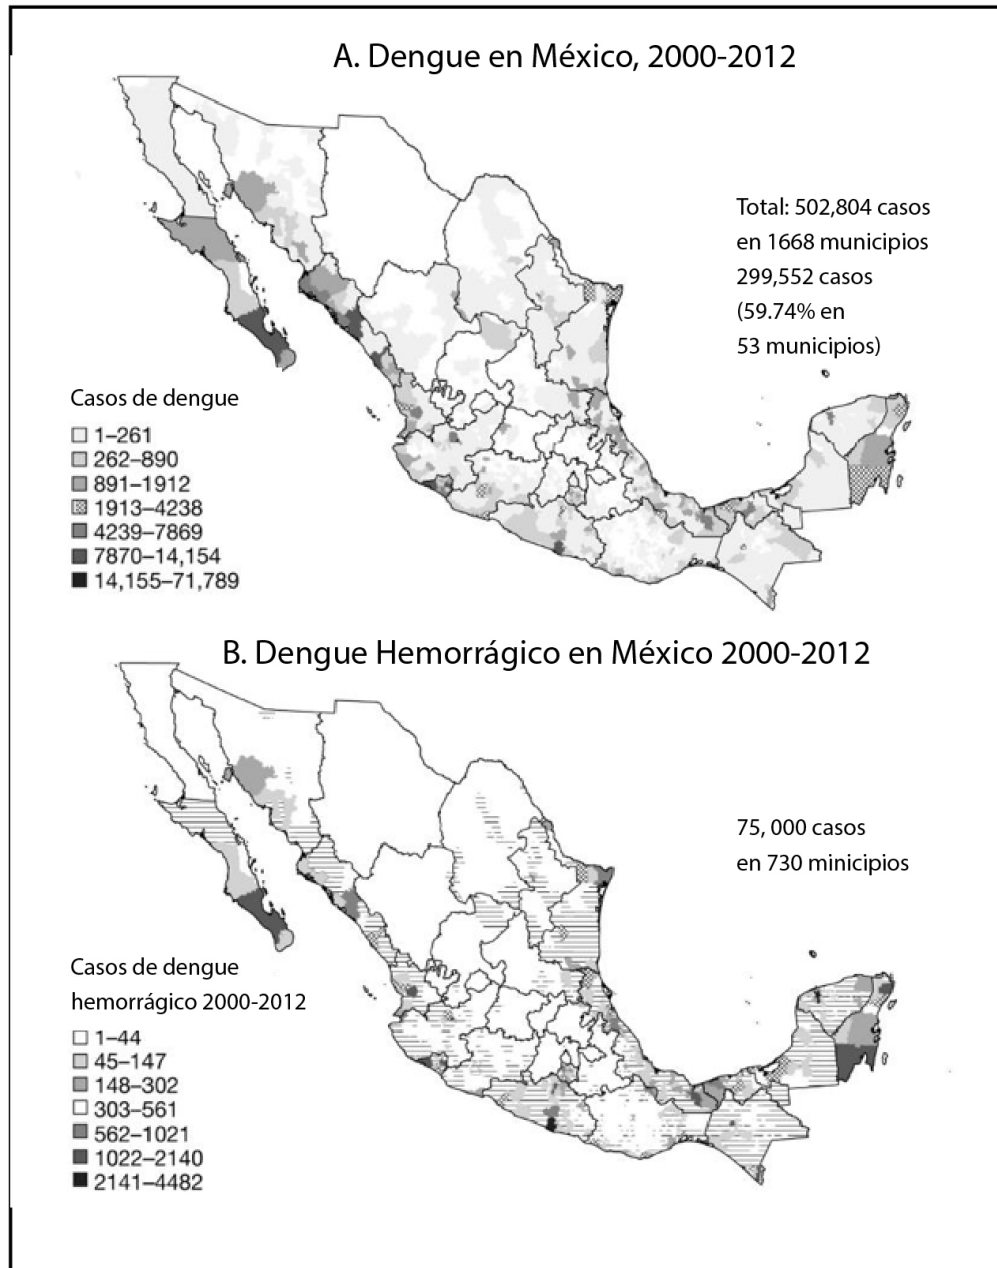 A. Dengue en México, 2000-2012
Total: 502,804 casos
en 1668 municipios
299,552 casos
(59.74% en
53 municipios)
Casos de dengue
1–261
262–890
891–1912
1913–4238
4239–7869
7870–14,154
14,155–71,789
B. Dengue Hemorrágico en México 2000-2012
75, 000 casos
en 730 minicipios
Casos de dengue
hemorrágico 2000-2012
1–44
45–147
148–302
303–561
562–1021
1022–2140
2141–4482